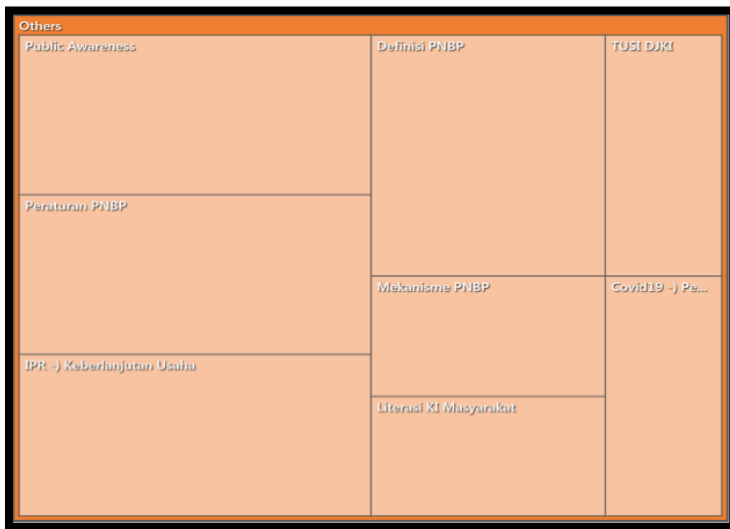 Others
Public Awareness
Definisi PNBP
TUSI DJKI
Peraturan PNBP
Mekanisme PNBP
Covid19 -) Pe...
IPR -) Keberlanjutan Usaha
Literasi KI Masyarakat